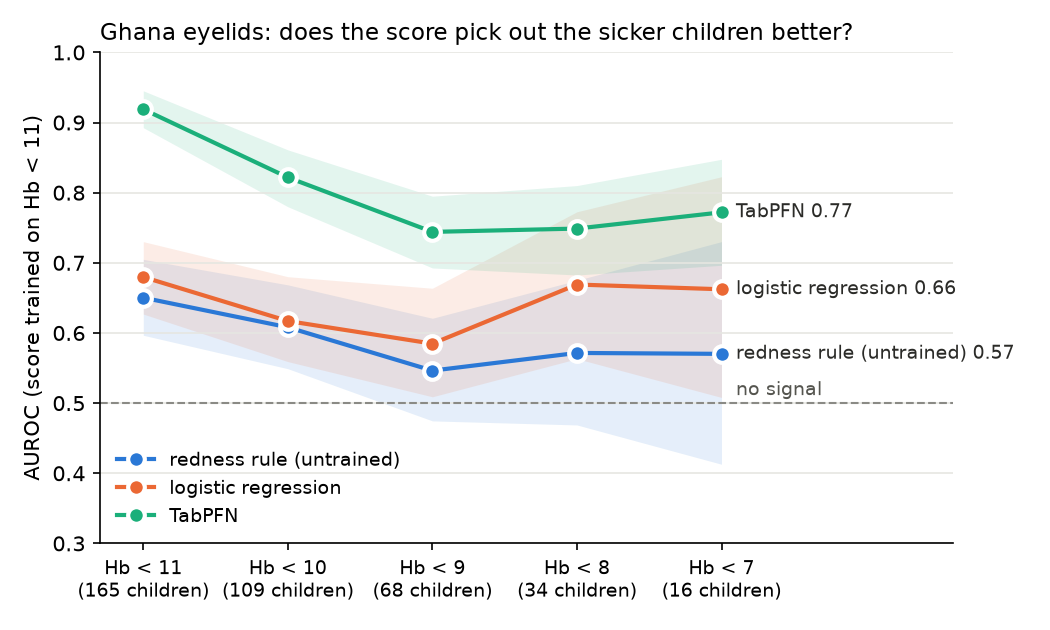 Ghana eyelids: does the score pick out the sicker children better?
AUROC (score trained on Hb < 11)
1.0
0.9
0.8
0.7
0.6
0.5
0.4
0.3
TabPFN 0.77
logistic regression 0.66
redness rule (untrained) 0.57
no signal
redness rule (untrained)
logistic regression
TabPFN
Hb < 11
(165 children)
Hb < 10
(109 children)
Hb < 9
(68 children)
Hb < 8
(34 children)
Hb < 7
(16 children)